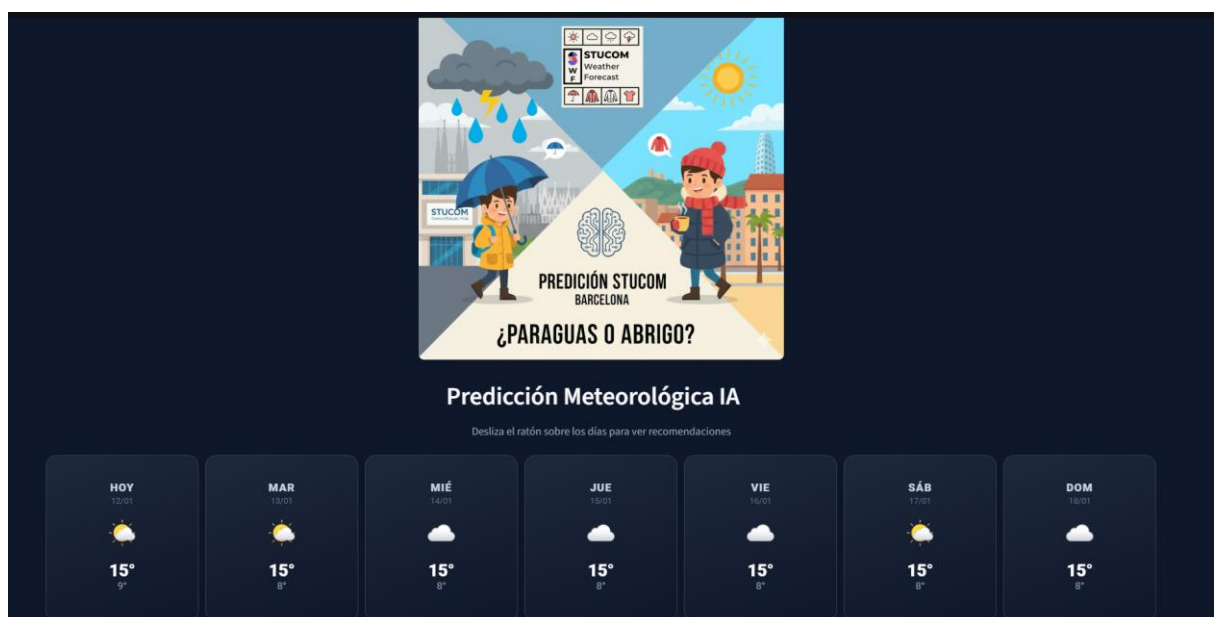 STUCOM
Weather
Forecast
S
W
F
STUCOM
PREDICIÓN STUCOM
BARCELONA
¿PARAGUAS O ABRIGO?
Predicción Meteorológica IA
Desliza el ratón sobre los días para ver recomendaciones
HOY MAR MIÉ JUE VIE SÁB DOM
12/01 13/01 14/01 15/01 16/01 17/01 18/01
15° 15° 15° 15° 15° 15° 15°
9° 8° 8° 8° 8° 8° 8°